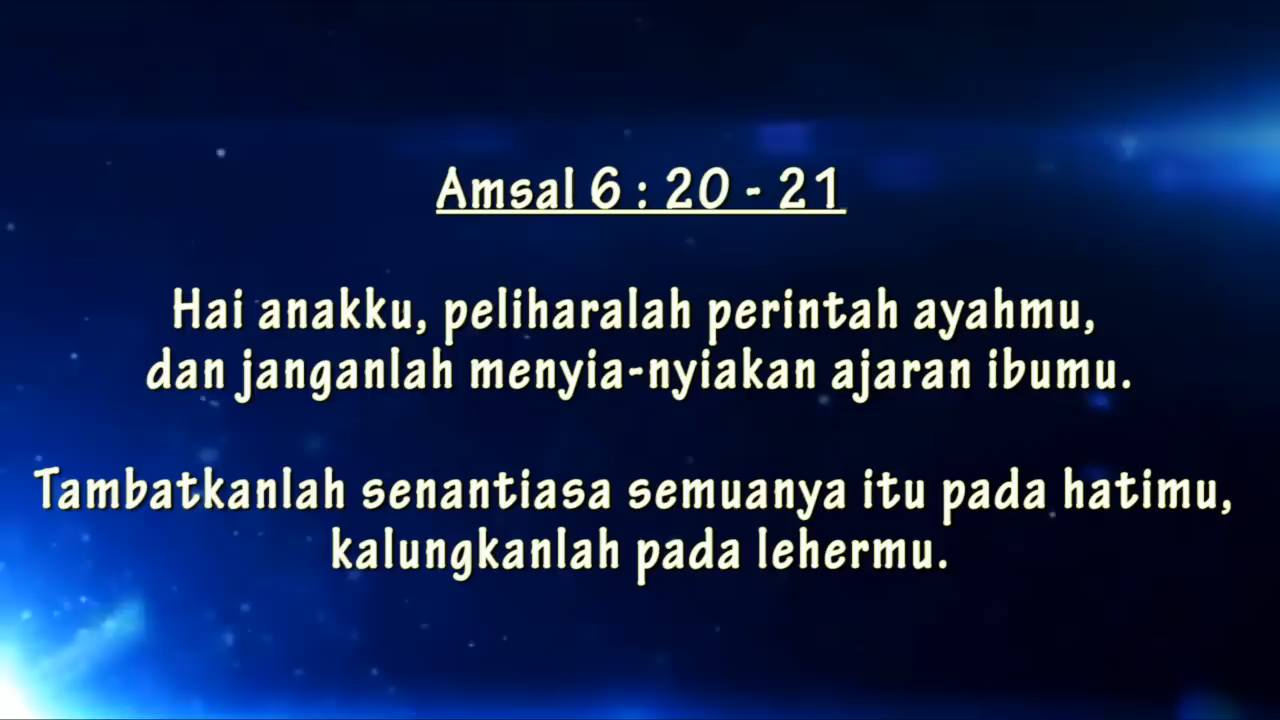 Amsal 6 : 20 - 21
Hai anakku, peliharalah perintah ayahmu,
dan janganlah menyia-nyiakan ajaran ibumu.
Tambatkanlah senantiasa semuanya itu pada hatimu,
kalungkanlah pada lehermu.